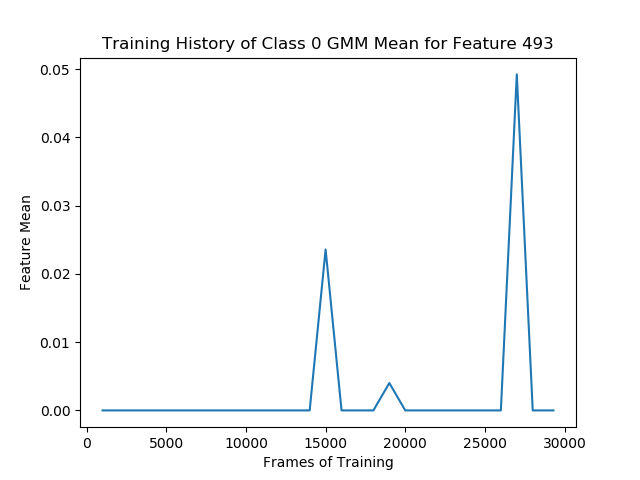 Training History of Class 0 GMM Mean for Feature 493
0.05
0.04
0.03
0.02
0.01
0.00
Feature Mean
0 5000 10000 15000 20000 25000 30000
Frames of Training